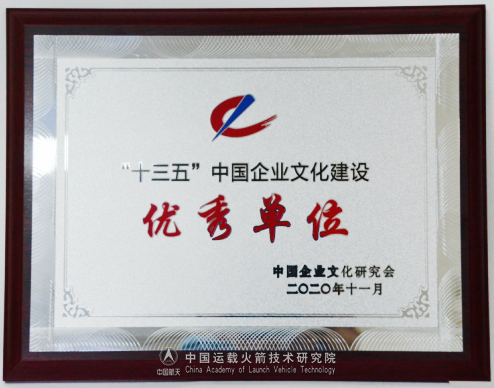 “十三五”中国企业文化建设
优秀单位
中国企业文化研究会
二〇二〇年十一月
中国航天
中国运载火箭技术研究院
China Academy of Launch Vehicle Technology